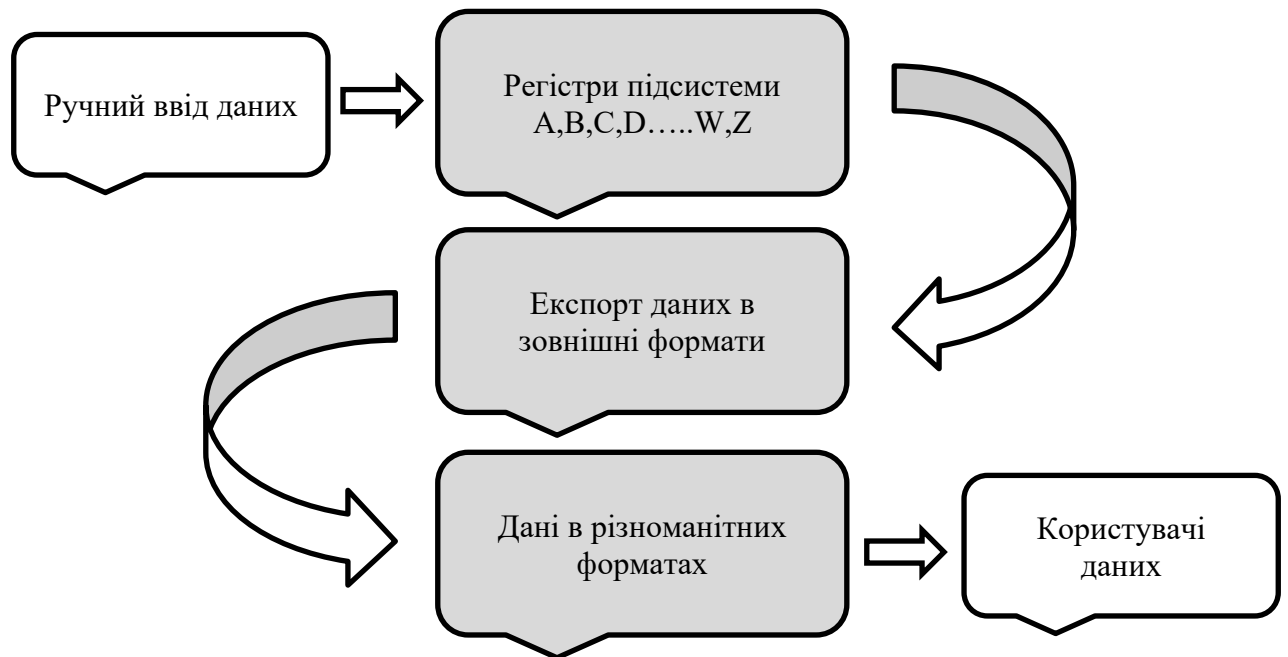 Ручний ввід даних
Регістри підсистеми
A,B,C,D…..W,Z
Експорт даних в
зовнішні формати
Дані в різноманітних
форматах
Користувачі
даних